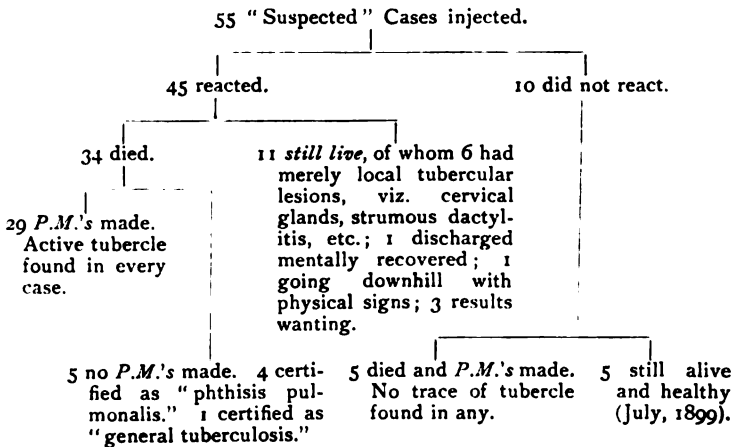 55 “Suspected” Cases injected.
45 reacted.
10 did not react.
34 died.
11 still live, of whom 6 had
merely local tubercular
lesions, viz. cervical
glands, strumous dactyl-
itis, etc.; 1 discharged
mentally recovered; 1
going downhill with
physical signs; 3 results
wanting.
29 P.M.'s made.
Active tubercle
found in every
case.
5 no P.M.'s made. 4 certi-
fied as “phthisis pul-
monalis.” 1 certified as
“general tuberculosis.”
5 died and P.M.'s made.
No trace of tubercle
found in any.
5 still alive
and healthy
(July, 1899).